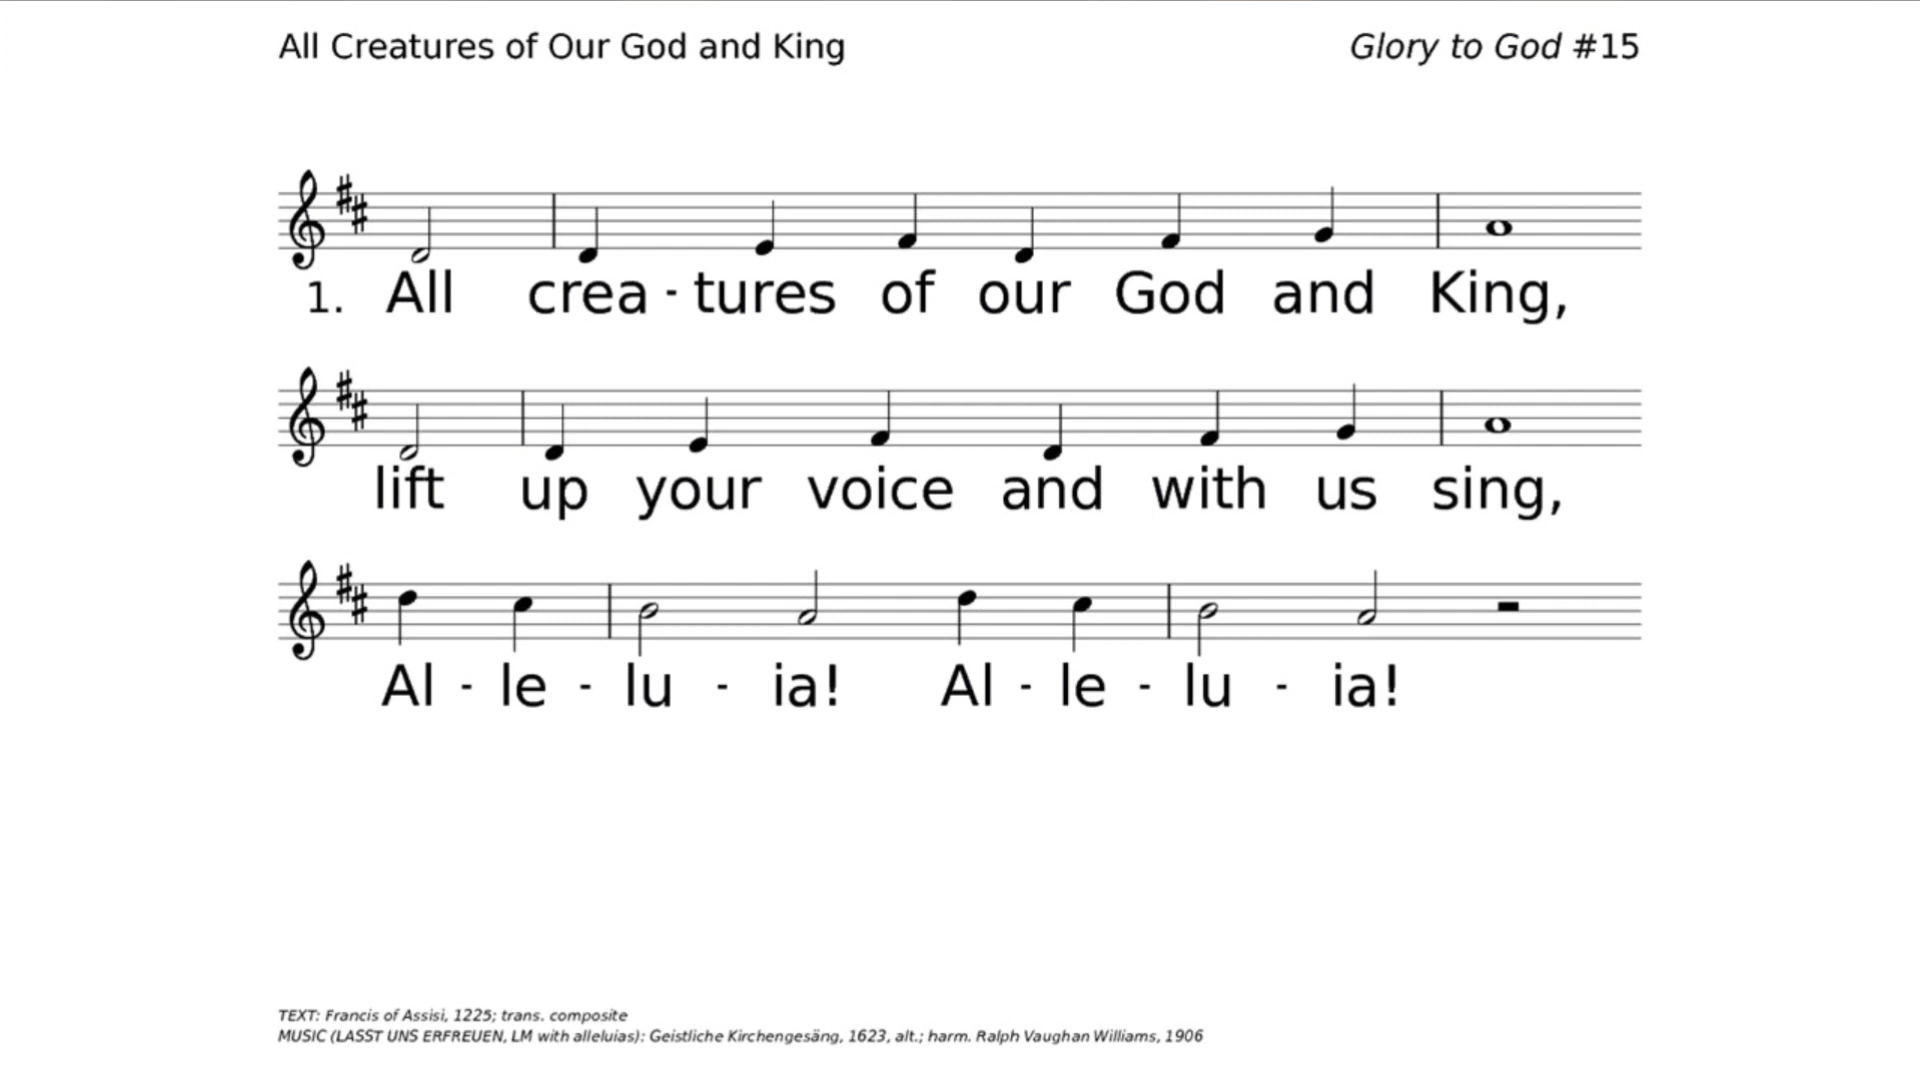 All Creatures of Our God and King
Glory to God #15
1. All crea - tures of our God and King,
lift up your voice and with us sing,
Al - le - lu - ia! Al - le - lu - ia!
TEXT: Francis of Assisi, 1225; trans. composite
MUSIC (LASST UNS ERFREUEN, LM with alleluias): Geistliche Kirchengesäng, 1623, alt.; harm. Ralph Vaughan Williams, 1906